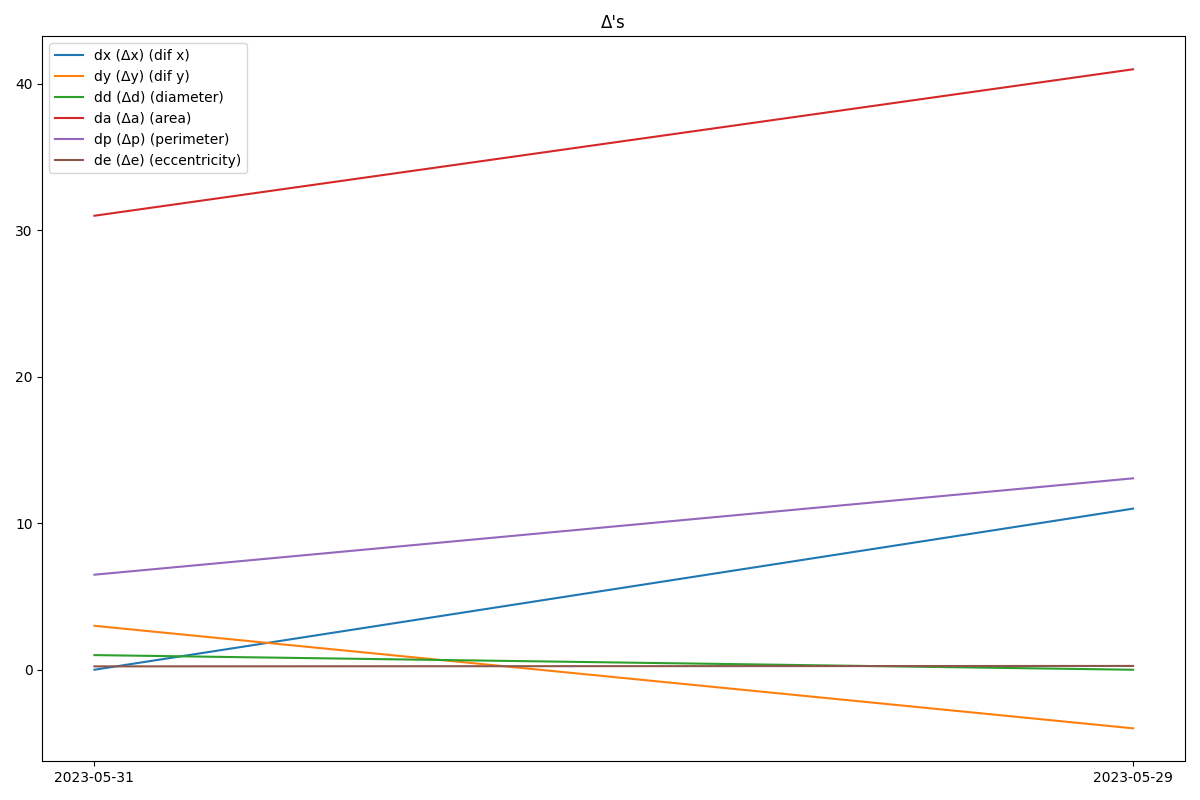 Δ's
dx (Δx) (dif x)
dy (Δy) (dif y)
dd (Δd) (diameter)
da (Δa) (area)
dp (Δp) (perimeter)
de (Δe) (eccentricity)
40
30
20
10
0
2023-05-31
2023-05-29